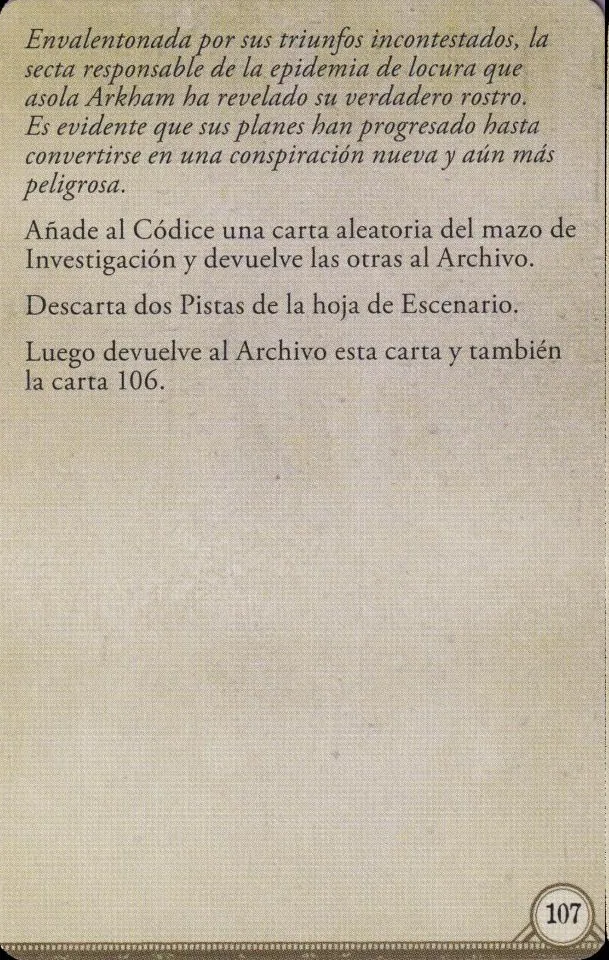 Envalentonada por sus triunfos incontestados, la
secta responsable de la epidemia de locura que
asola Arkham ha revelado su verdadero rostro.
Es evidente que sus planes han progresado hasta
convertirse en una conspiración nueva y aún más
peligrosa.
Añade al Códice una carta aleatoria del mazo de
Investigación y devuelve las otras al Archivo.
Descarta dos Pistas de la hoja de Escenario.
Luego devuelve al Archivo esta carta y también
la carta 106.
107